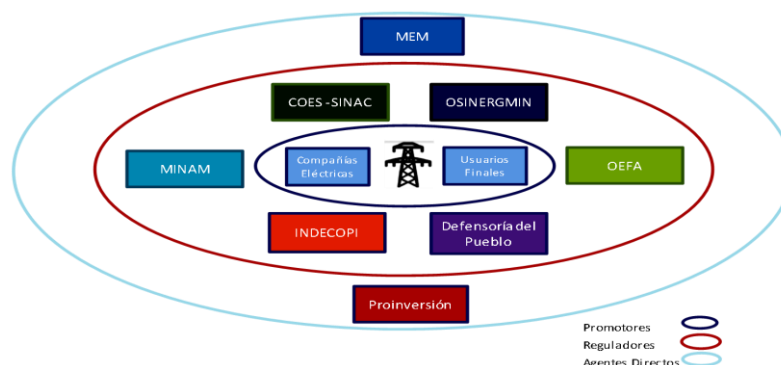 MEM
COES -SINAC
OSINERGMIN
MINAM
Compañías
Eléctricas
Usuarios
Finales
OEFA
INDECOPI
Defensoría del
Pueblo
Proinversión
Promotores
Reguladores
Agentes Directos